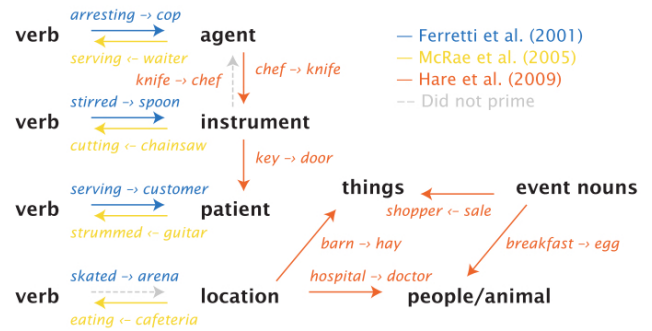 arresting -› cop
verb agent
serving ‹- waiter
knife -› chef chef -› knife
— Ferretti et al. (2001)
— McRae et al. (2005)
— Hare et al. (2009)
-- Did not prime
stirred -› spoon
verb instrument
cutting ‹- chainsaw
key -› door
serving -› customer
verb patient
strummed ‹- guitar
things event nouns
shopper ‹- sale
barn -› hay breakfast -› egg
skated -› arena
verb location
eating ‹- cafeteria
hospital -› doctor
people/animal